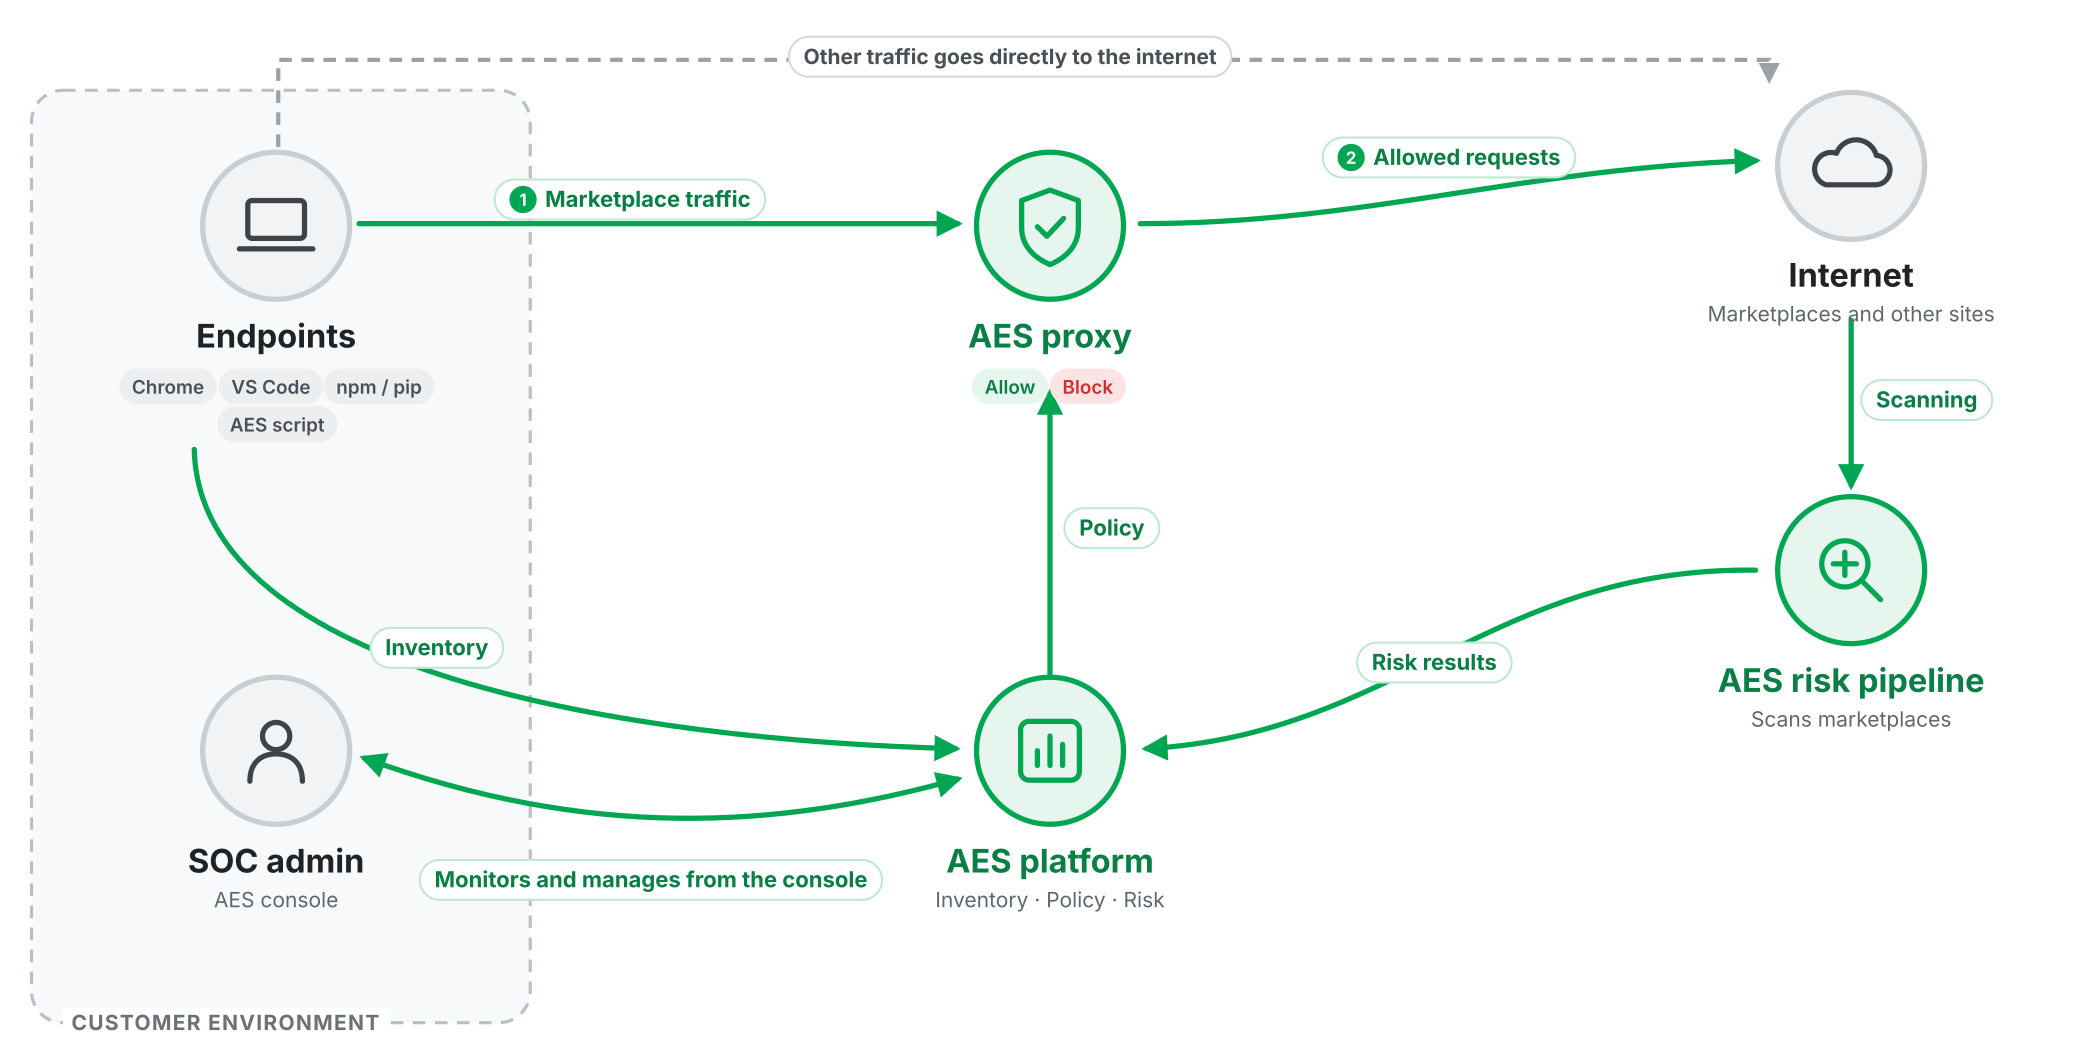 Other traffic goes directly to the internet
1 Marketplace traffic
2 Allowed requests
Endpoints
Chrome VS Code npm / pip
AES script
AES proxy
Allow Block
Internet
Marketplaces and other sites
Scanning
Policy
Inventory
Risk results
AES risk pipeline
Scans marketplaces
SOC admin
AES console
Monitors and manages from the console
AES platform
Inventory · Policy · Risk
CUSTOMER ENVIRONMENT